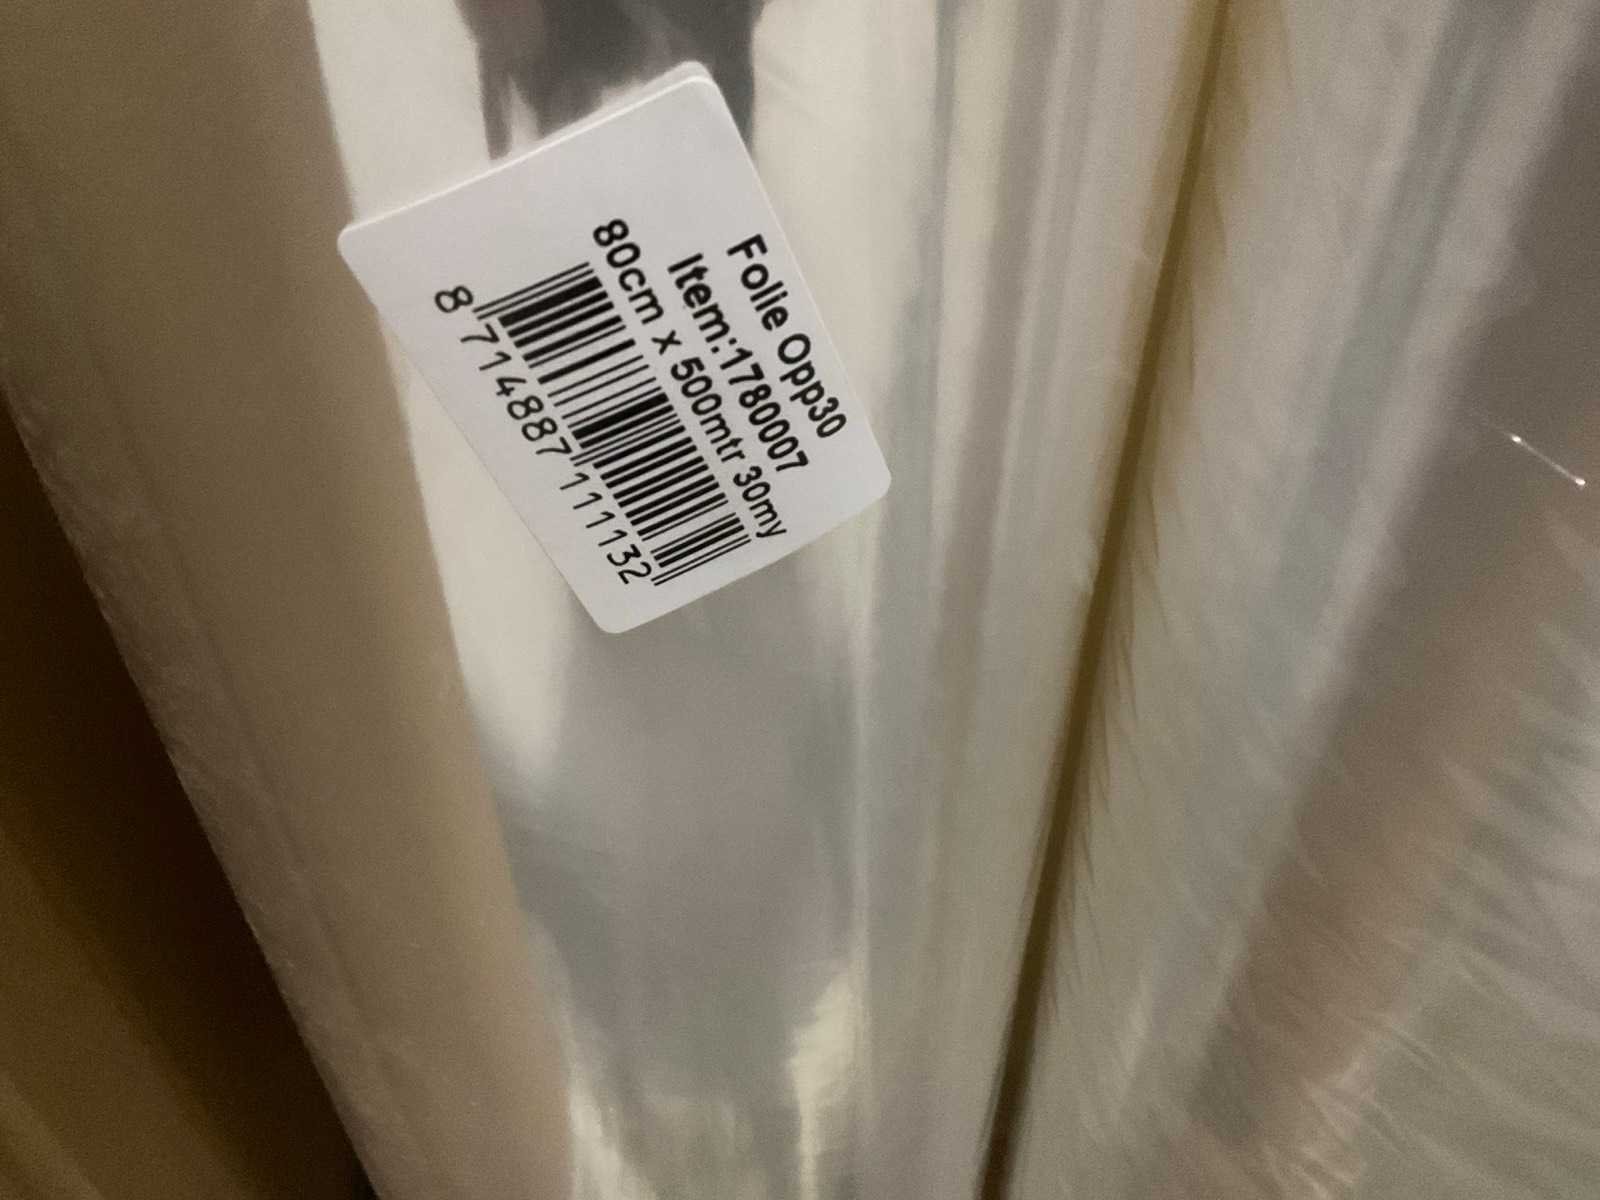 Folie Opp30
Item:1780007
80cm x 500mtr 30my
8 714887 111132